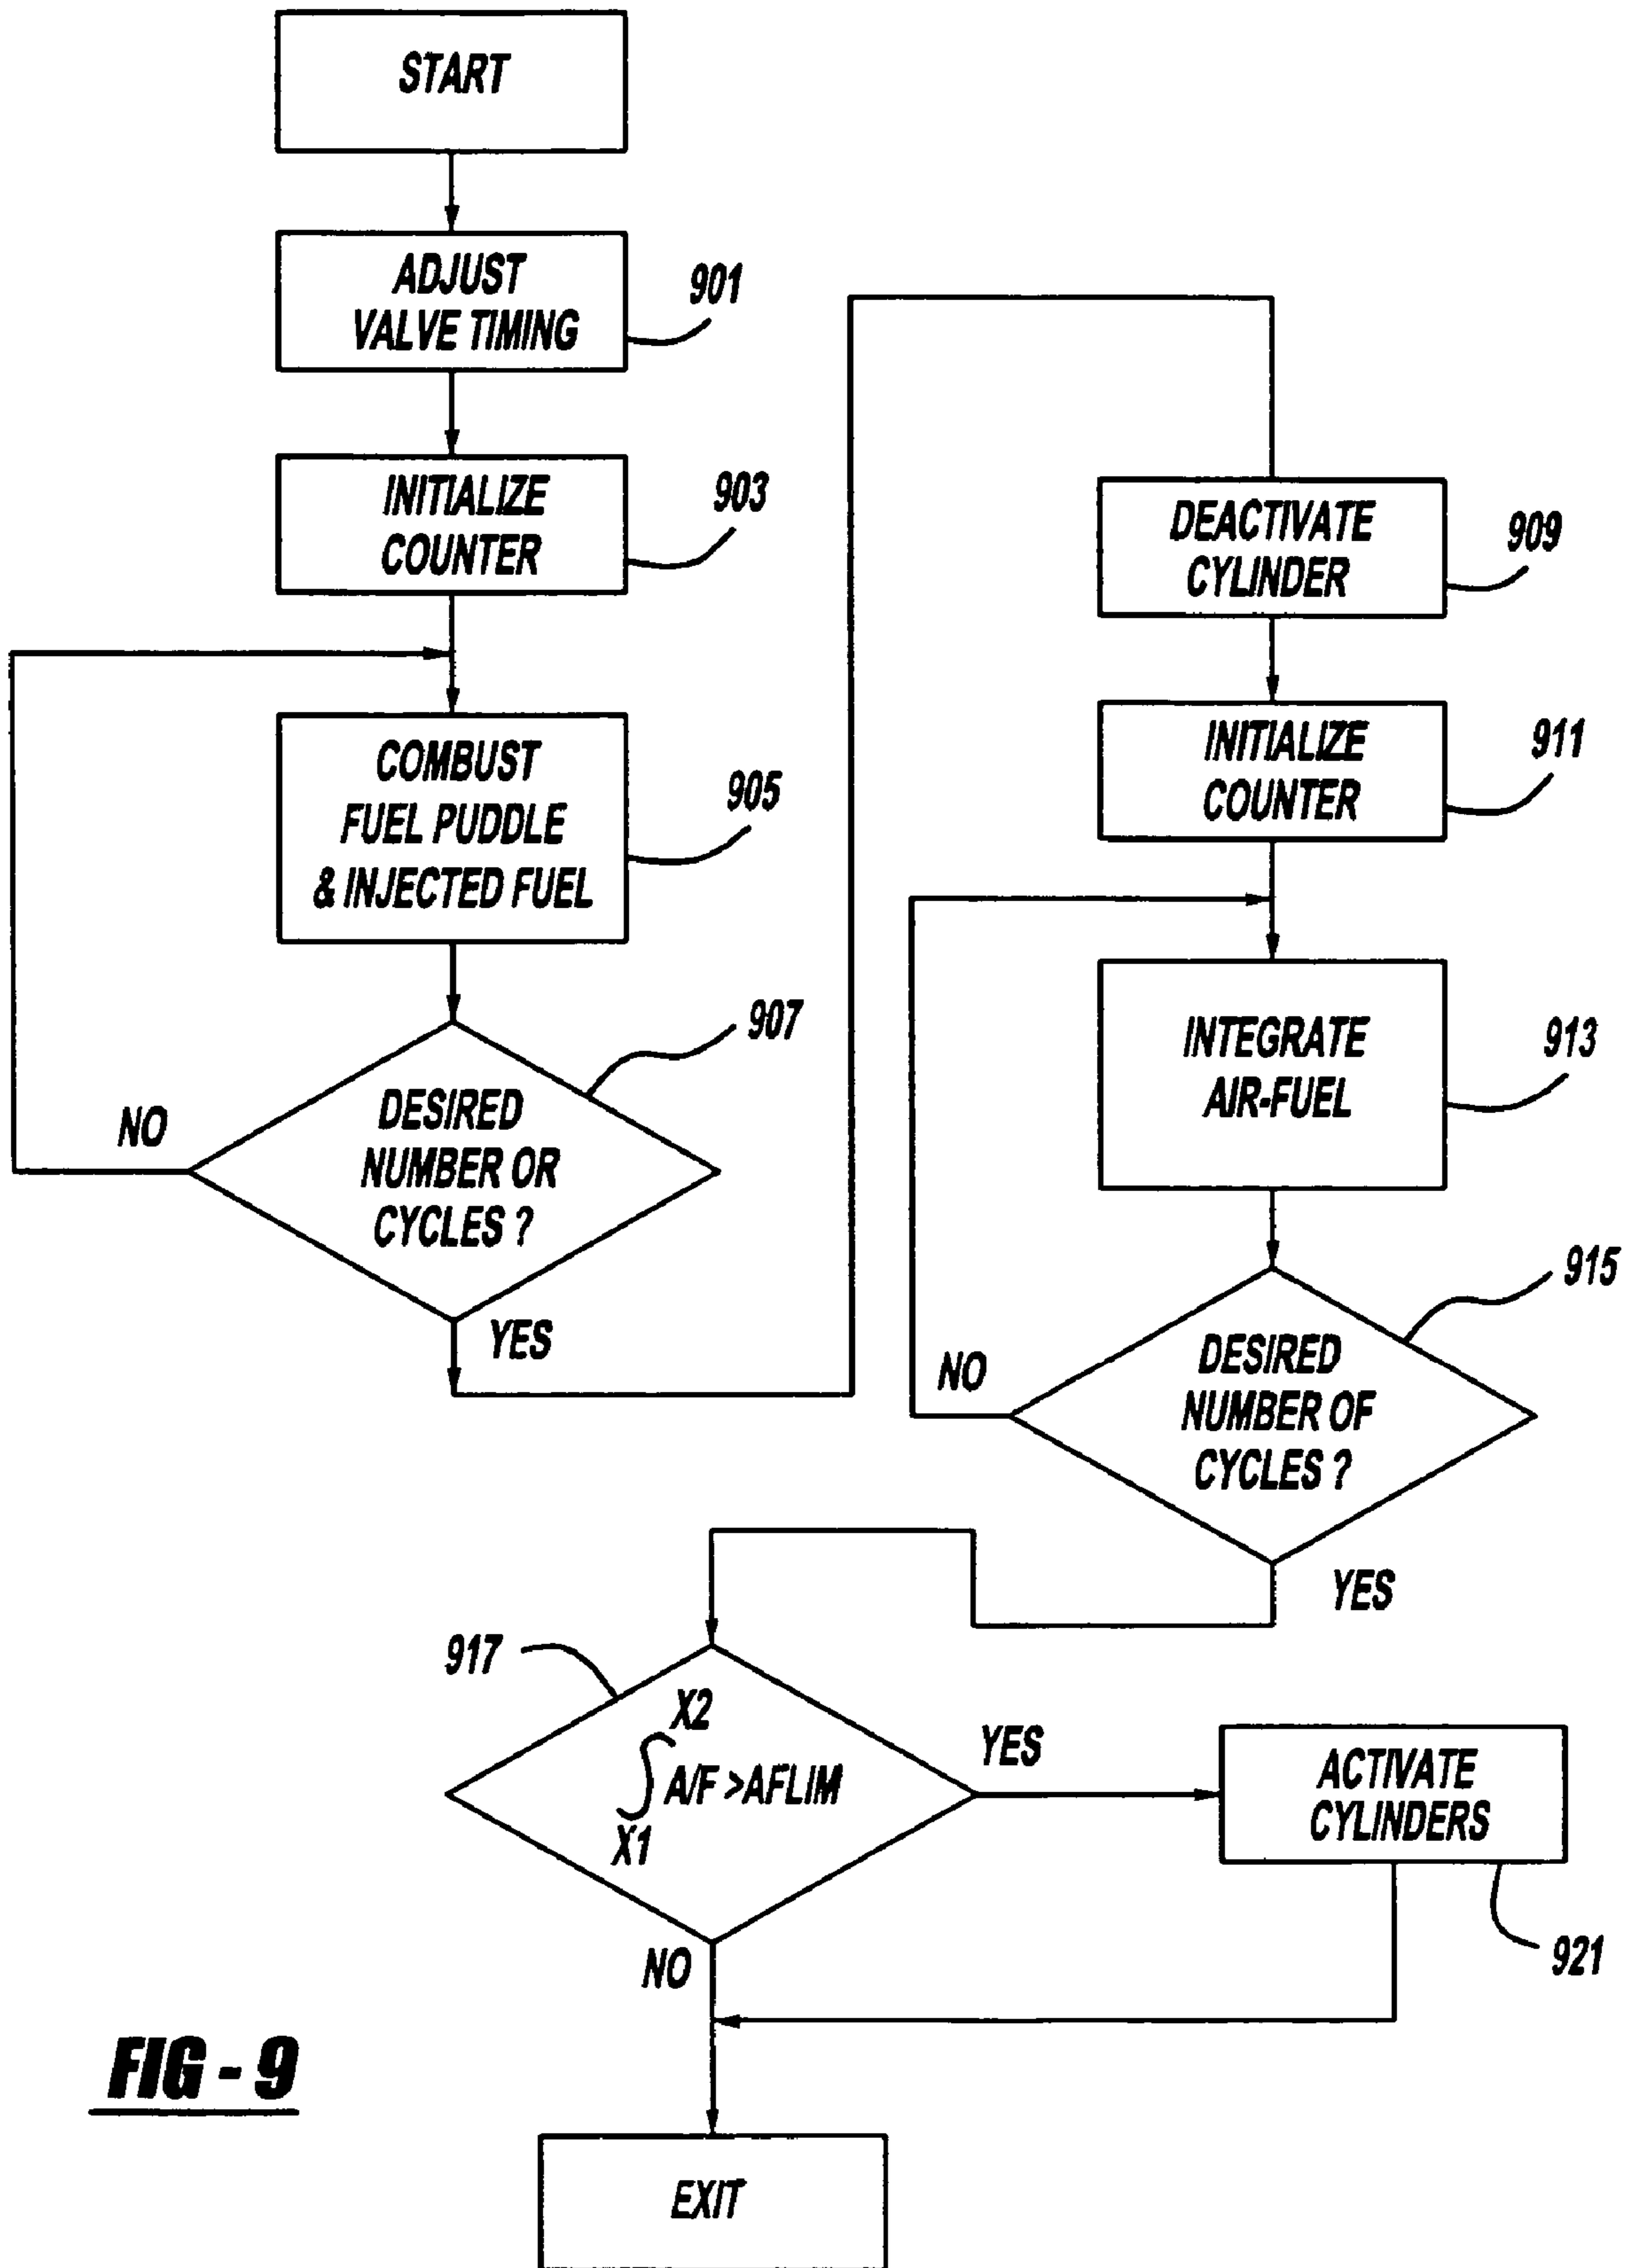 START
ADJUST
VALVE TIMING
901
INITIALIZE
COUNTER
903
COMBUST
FUEL PUDDLE
& INJECTED FUEL
905
DESIRED
NUMBER OR
CYCLES ?
907
NO
YES
DEACTIVATE
CYLINDER
909
INITIALIZE
COUNTER
911
INTEGRATE
AIR-FUEL
913
DESIRED
NUMBER OF
CYCLES ?
915
NO
YES
917
X2
∫ A/F >AFLIM
X1
YES
NO
ACTIVATE
CYLINDERS
921
EXIT
FIG - 9